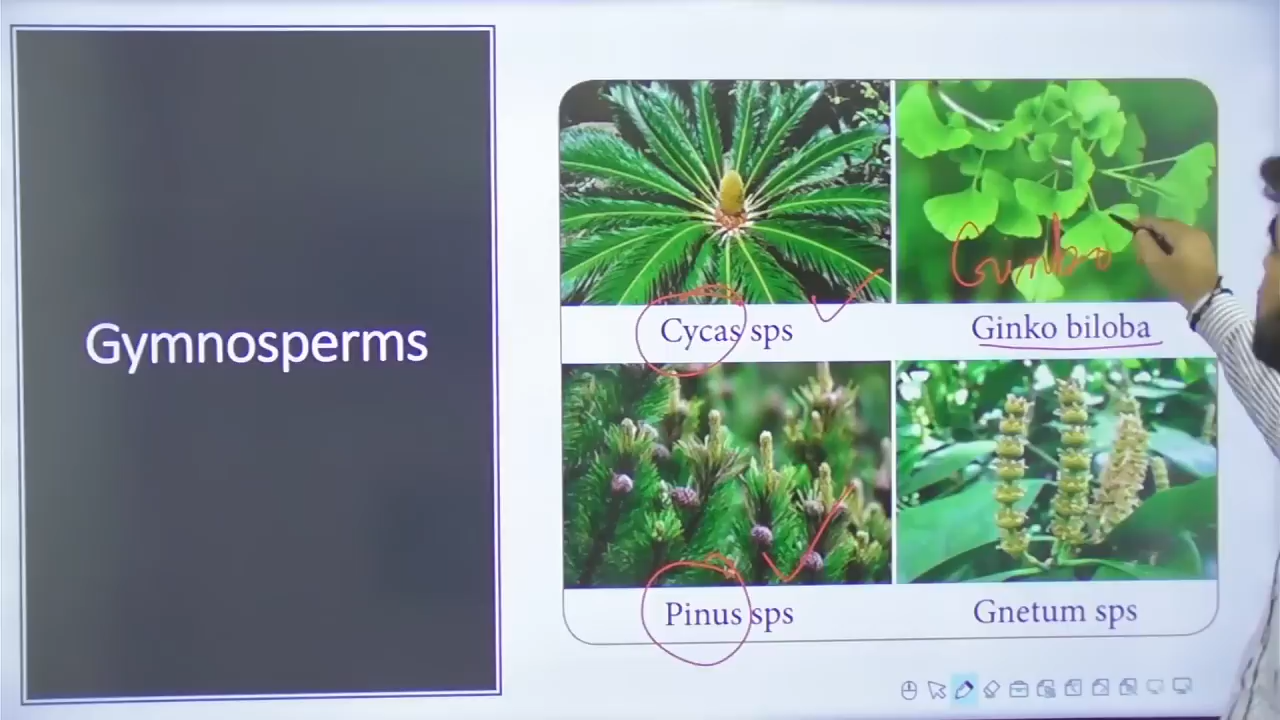 Gymnosperms
Cycas sps
Ginko biloba
Pinus sps
Gnetum sps